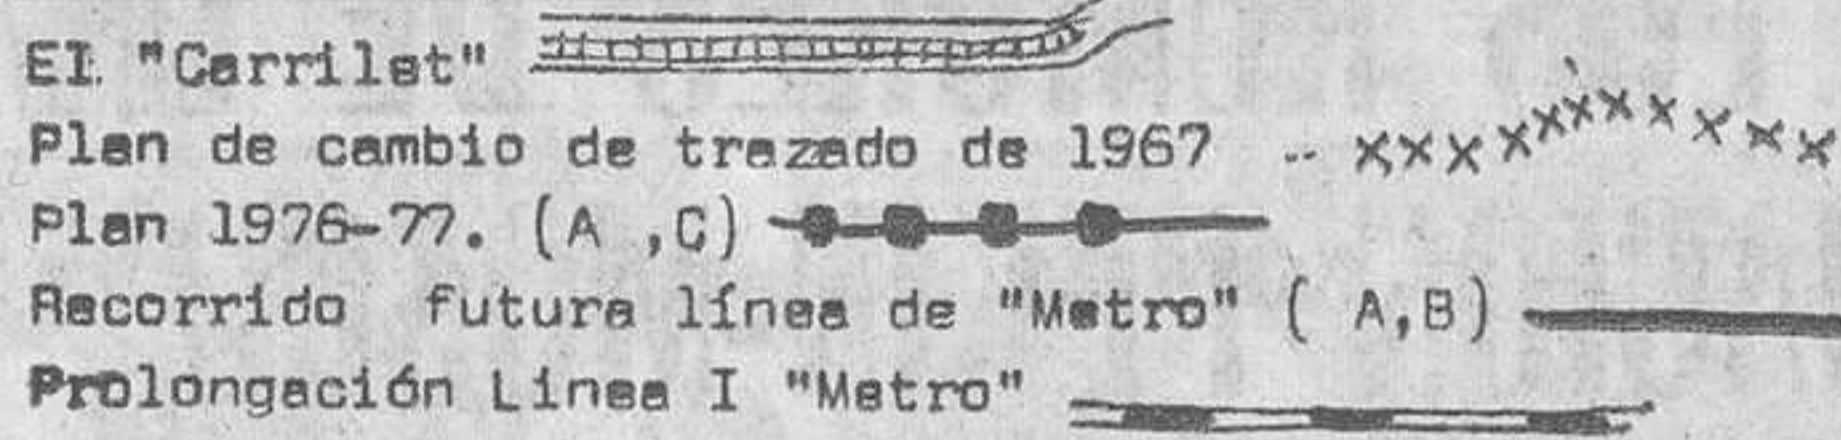 El "Carrilet"
Plan de cambio de trazado de 1967
Plan 1976-77. (A ,C)
Recorrido futura línea de "Metro" ( A,B)
Prolongación Linea I "Metro"